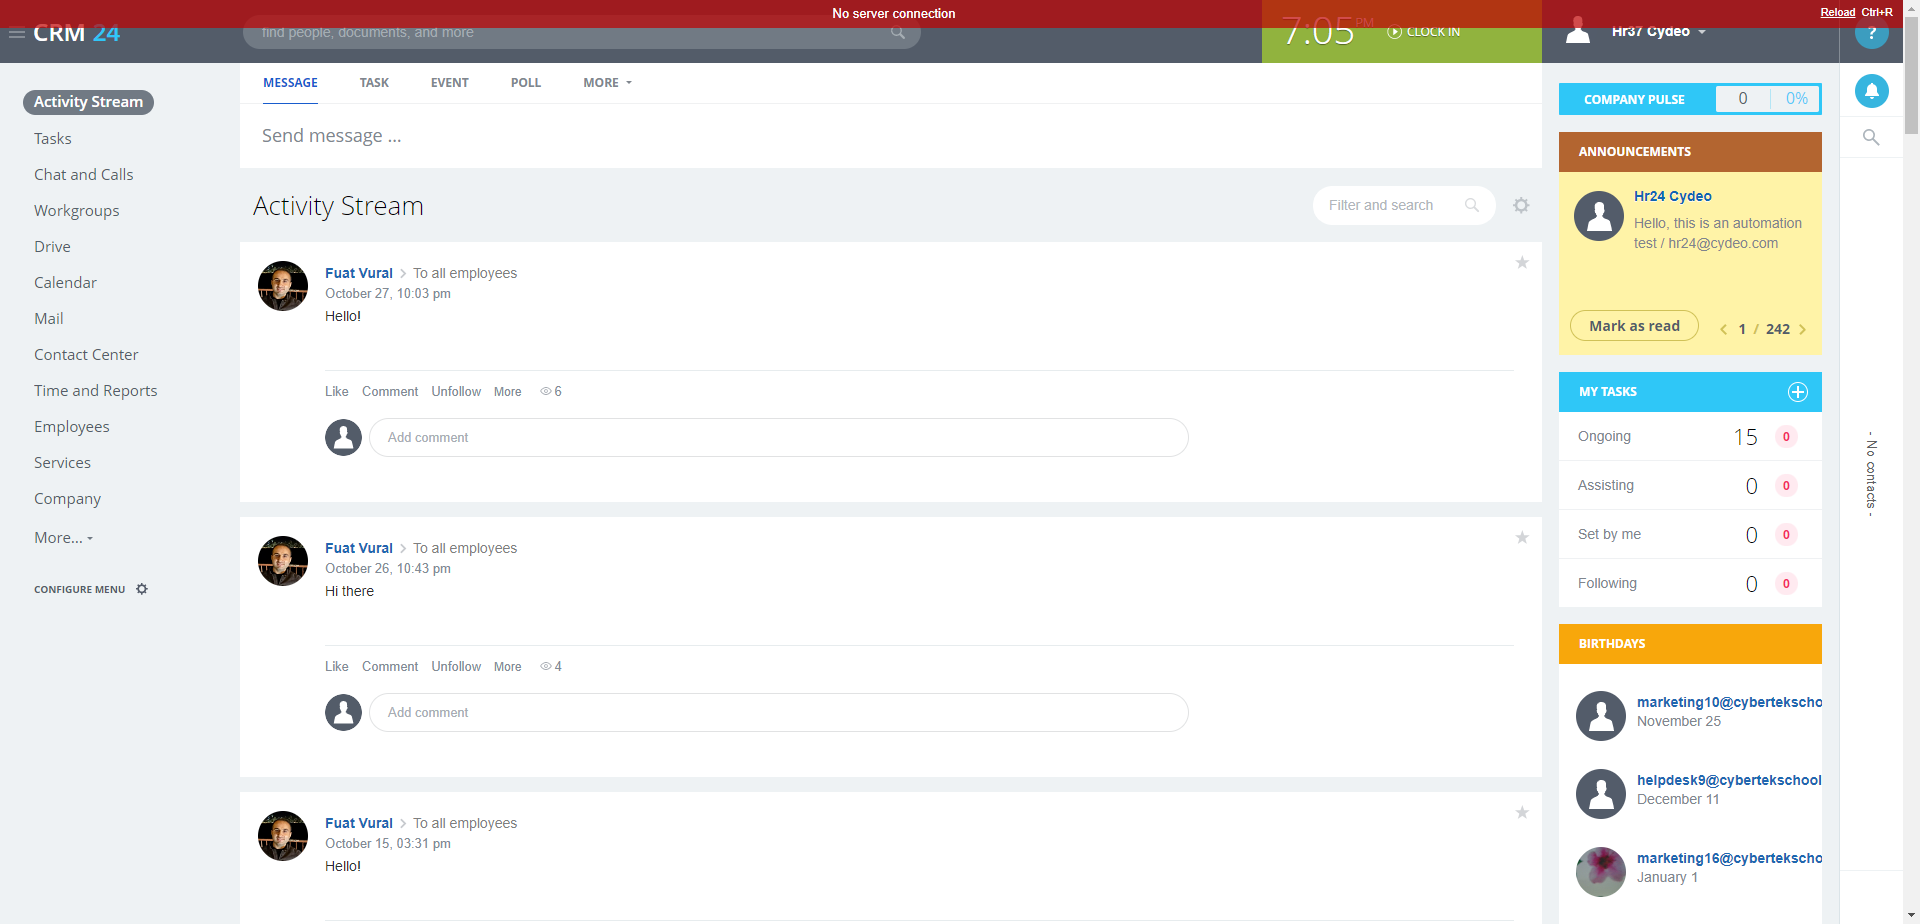 No server connection
Reload Ctrl+R
CRM 24
find people, documents, and more
7:05 PM
CLOCK IN
Hr37 Cydeo
?
Activity Stream
Tasks
Chat and Calls
Workgroups
Drive
Calendar
Mail
Contact Center
Time and Reports
Employees
Services
Company
More...
CONFIGURE MENU
MESSAGE TASK EVENT POLL MORE
Send message ...
Activity Stream
Filter and search
Fuat Vural To all employees
October 27, 10:03 pm
Hello!
Like Comment Unfollow More 6
Add comment
Fuat Vural To all employees
October 26, 10:43 pm
Hi there
Like Comment Unfollow More 4
Add comment
Fuat Vural To all employees
October 15, 03:31 pm
Hello!
COMPANY PULSE 0 0%
ANNOUNCEMENTS
Hr24 Cydeo
Hello, this is an automation
test / hr24@cydeo.com
Mark as read 1 / 242
MY TASKS
Ongoing 15 0
Assisting 0 0
Set by me 0 0
Following 0 0
BIRTHDAYS
marketing10@cybertekscho
November 25
helpdesk9@cybertekschool
December 11
marketing16@cybertekscho
January 1
- No contacts -